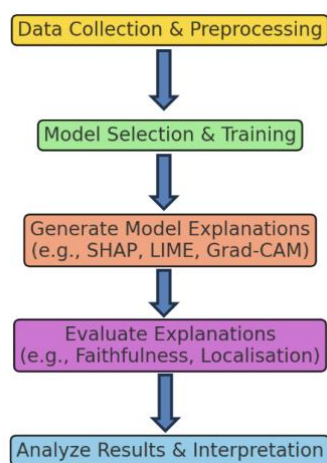 Data Collection & Preprocessing
Model Selection & Training
Generate Model Explanations
(e.g., SHAP, LIME, Grad-CAM)
Evaluate Explanations
(e.g., Faithfulness, Localisation)
Analyze Results & Interpretation